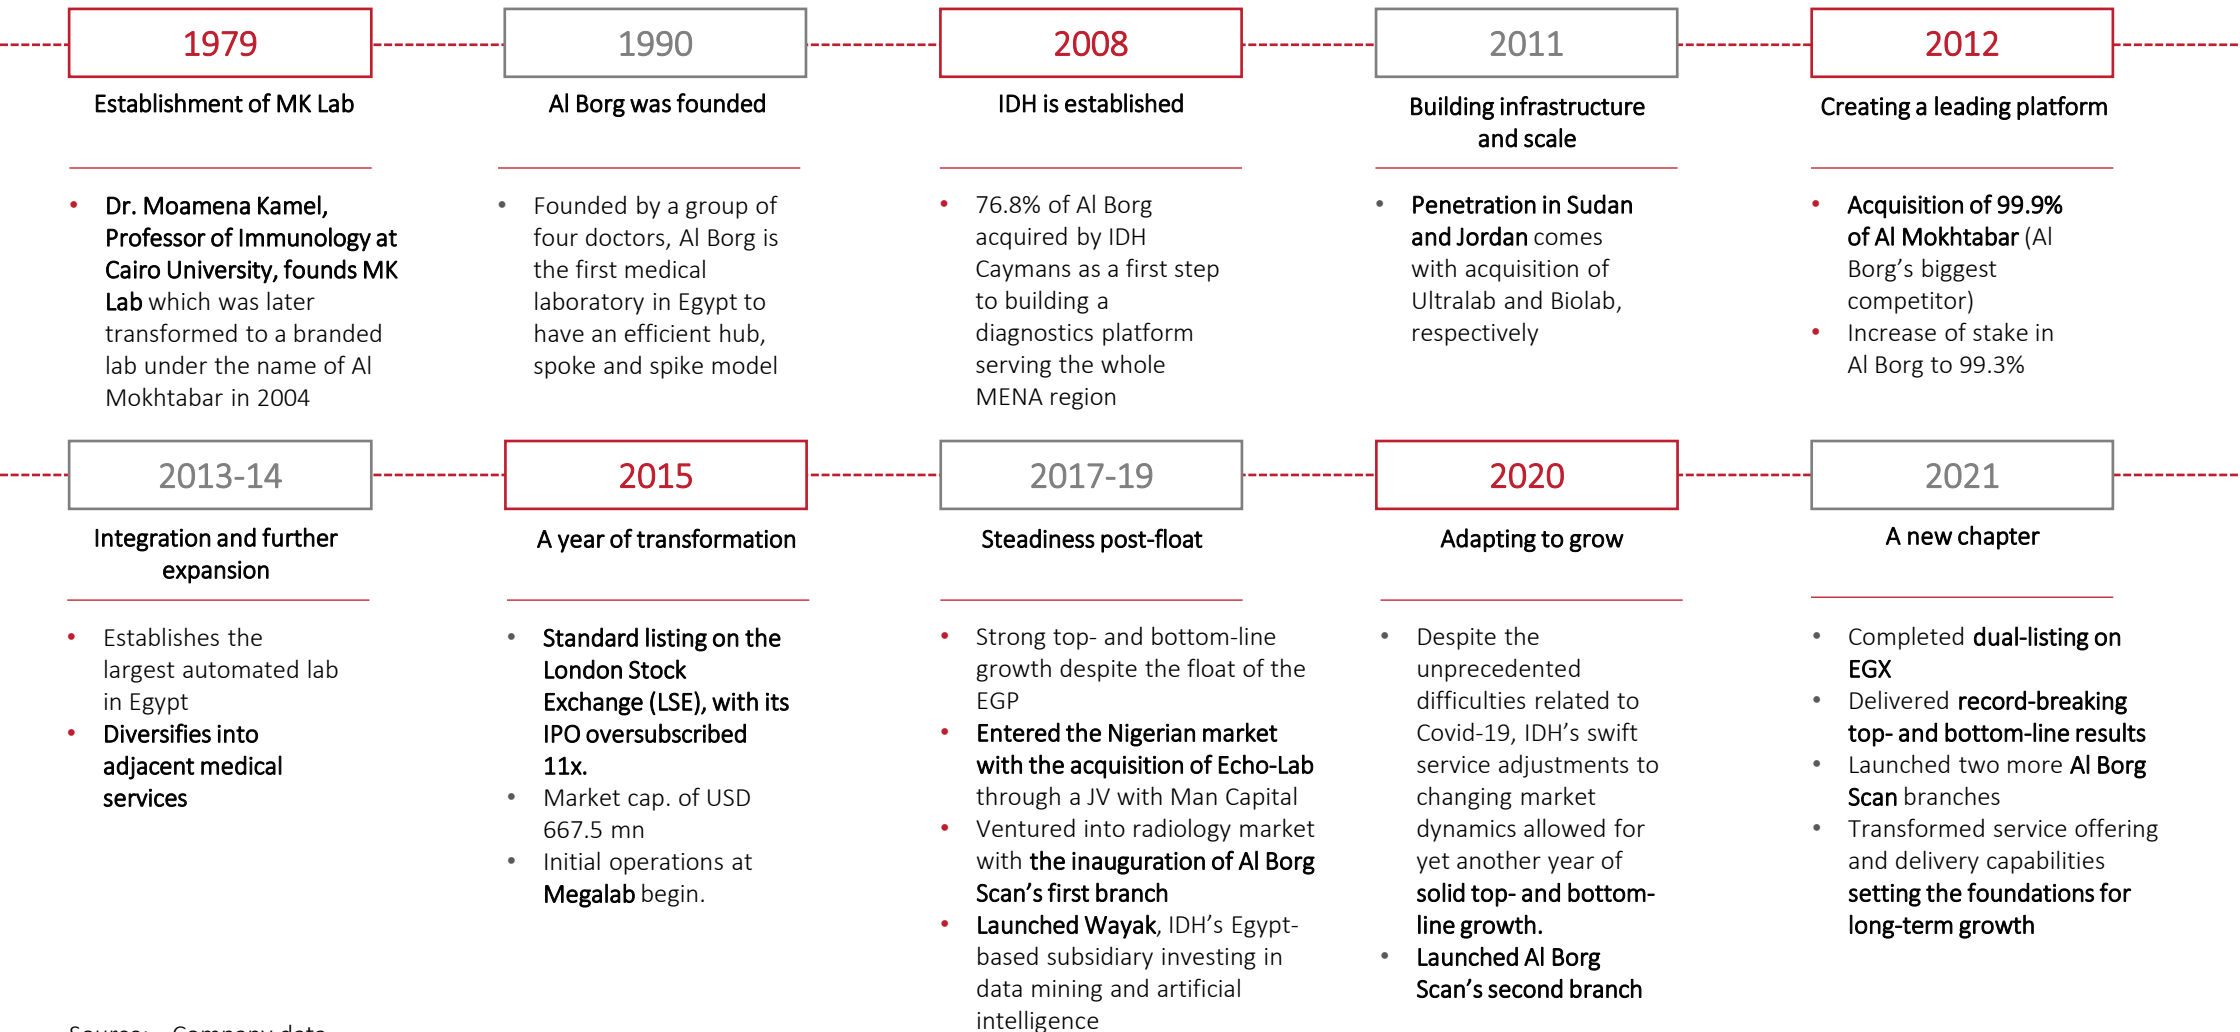 1979
Establishment of MK Lab
• Dr. Moamena Kamel,
Professor of Immunology at
Cairo University, founds MK
Lab which was later
transformed to a branded
lab under the name of Al
Mokhtabar in 2004
1990
Al Borg was founded
• Founded by a group of
four doctors, Al Borg is
the first medical
laboratory in Egypt to
have an efficient hub,
spoke and spike model
2008
IDH is established
• 76.8% of Al Borg
acquired by IDH
Caymans as a first step
to building a
diagnostics platform
serving the whole
MENA region
2011
Building infrastructure
and scale
• Penetration in Sudan
and Jordan comes
with acquisition of
Ultralab and Biolab,
respectively
2012
Creating a leading platform
• Acquisition of 99.9%
of Al Mokhtabar (Al
Borg’s biggest
competitor)
• Increase of stake in
Al Borg to 99.3%
2013-14
Integration and further
expansion
• Establishes the
largest automated lab
in Egypt
• Diversifies into
adjacent medical
services
2015
A year of transformation
• Standard listing on the
London Stock
Exchange (LSE), with its
IPO oversubscribed
11x.
• Market cap. of USD
667.5 mn
• Initial operations at
Megalab begin.
2017-19
Steadiness post-float
• Strong top- and bottom-line
growth despite the float of the
EGP
• Entered the Nigerian market
with the acquisition of Echo-Lab
through a JV with Man Capital
• Ventured into radiology market
with the inauguration of Al Borg
Scan’s first branch
• Launched Wayak, IDH’s Egypt-
based subsidiary investing in
data mining and artificial
intelligence
2020
Adapting to grow
• Despite the
unprecedented
difficulties related to
Covid-19, IDH’s swift
service adjustments to
changing market
dynamics allowed for
yet another year of
solid top- and bottom-
line growth.
• Launched Al Borg
Scan’s second branch
2021
A new chapter
• Completed dual-listing on
EGX
• Delivered record-breaking
top- and bottom-line results
• Launched two more Al Borg
Scan branches
• Transformed service offering
and delivery capabilities
setting the foundations for
long-term growth
Source: Company data